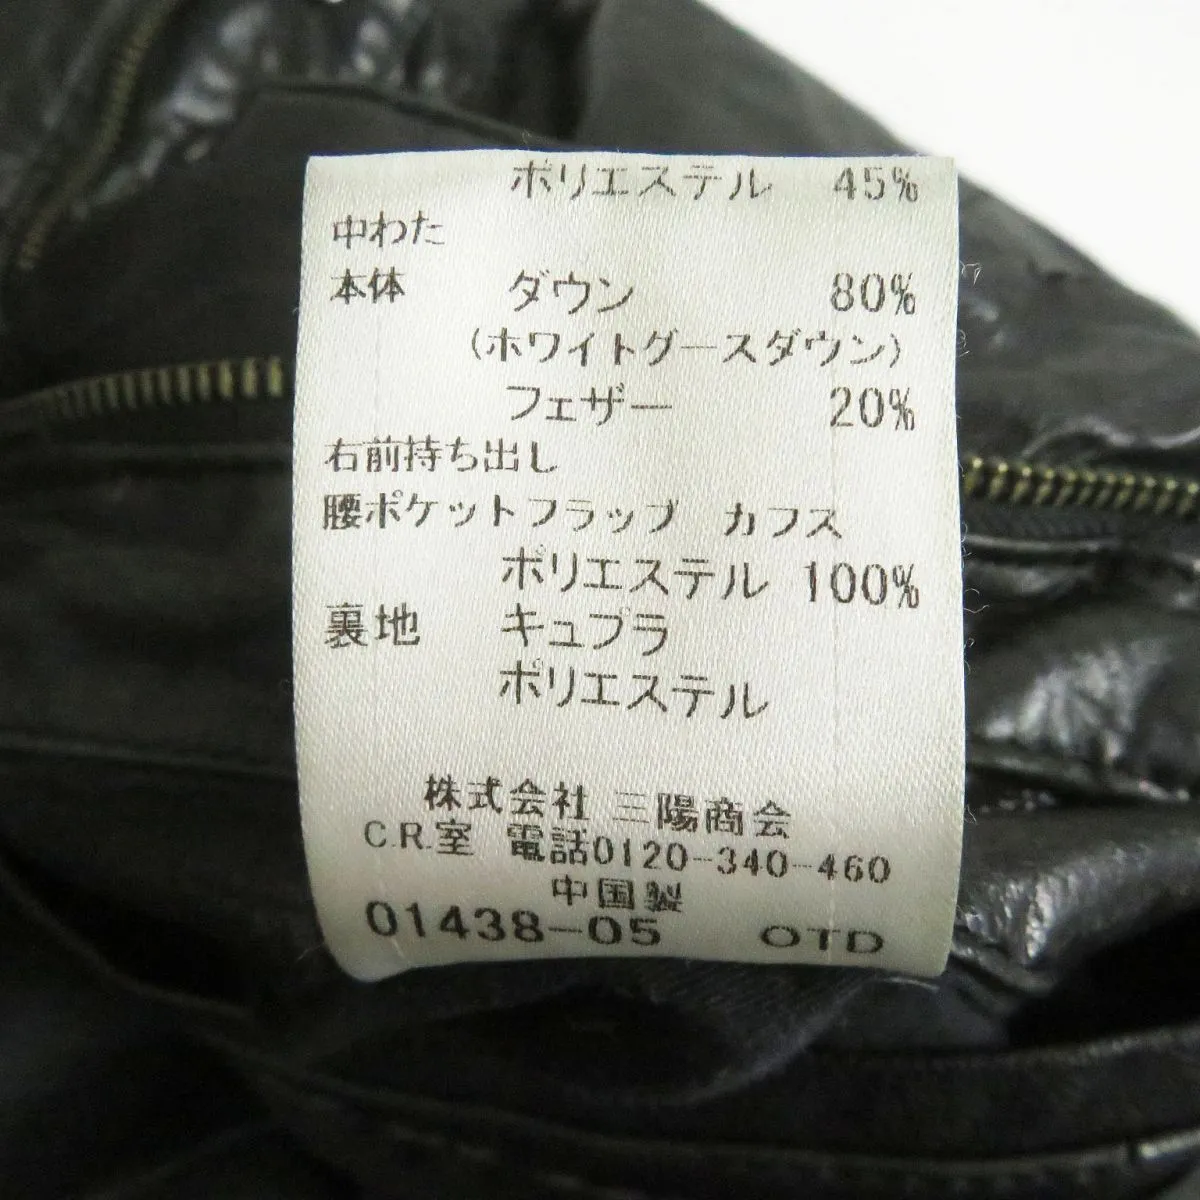 ポリエステル 45%
中わた
本体 ダウン 80%
(ホワイトグースダウン)
フェザー 20%
右前持ち出し
腰ポケットフラップ カフス
ポリエステル 100%
裏地 キュプラ
ポリエステル
株式会社 三陽商会
C.R.室 電話0120-340-460
中国製
01438-05 OTD